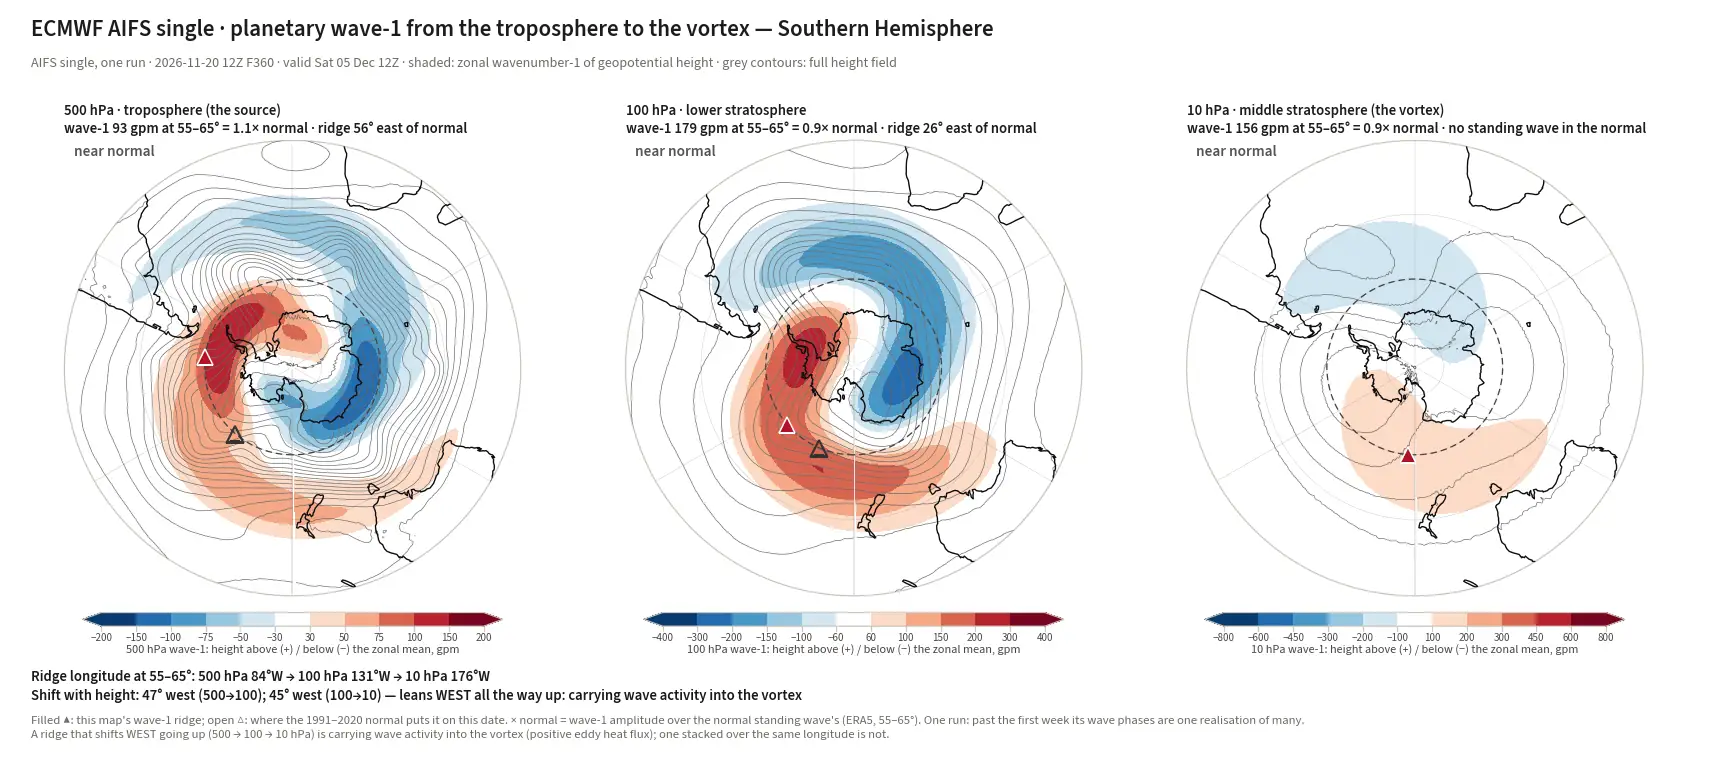 ECMWF AIFS single · planetary wave-1 from the troposphere to the vortex — Southern Hemisphere
AIFS single, one run · 2026-11-20 12Z F360 · valid Sat 05 Dec 12Z · shaded: zonal wavenumber-1 of geopotential height · grey contours: full height field
500 hPa · troposphere (the source)
wave-1 93 gpm at 55–65° = 1.1× normal · ridge 56° east of normal
near normal
100 hPa · lower stratosphere
wave-1 179 gpm at 55–65° = 0.9× normal · ridge 26° east of normal
near normal
10 hPa · middle stratosphere (the vortex)
wave-1 156 gpm at 55–65° = 0.9× normal · no standing wave in the normal
near normal
−200 −150 −100 −75 −50 −30 30 50 75 100 150 200
500 hPa wave-1: height above (+) / below (−) the zonal mean, gpm
−400 −300 −200 −150 −100 −60 60 100 150 200 300 400
100 hPa wave-1: height above (+) / below (−) the zonal mean, gpm
−800 −600 −450 −300 −200 −100 100 200 300 450 600 800
10 hPa wave-1: height above (+) / below (−) the zonal mean, gpm
Ridge longitude at 55–65°: 500 hPa 84°W → 100 hPa 131°W → 10 hPa 176°W
Shift with height: 47° west (500→100); 45° west (100→10) — leans WEST all the way up: carrying wave activity into the vortex
Filled ▲: this map's wave-1 ridge; open △: where the 1991–2020 normal puts it on this date. × normal = wave-1 amplitude over the normal standing wave's (ERA5, 55–65°). One run: past the first week its wave phases are one realisation of many.
A ridge that shifts WEST going up (500 → 100 → 10 hPa) is carrying wave activity into the vortex (positive eddy heat flux); one stacked over the same longitude is not.